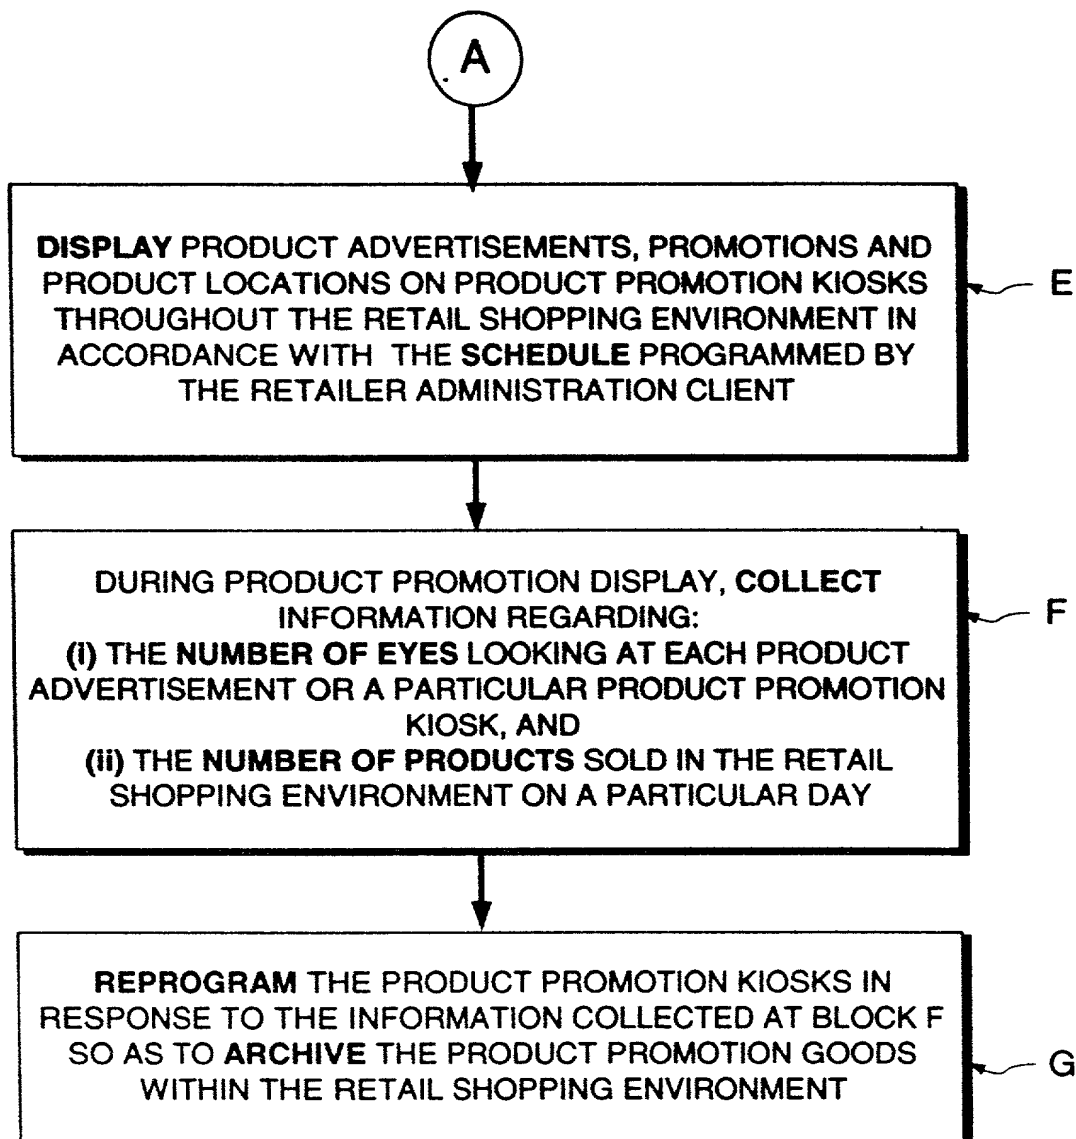 A
DISPLAY PRODUCT ADVERTISEMENTS, PROMOTIONS AND
PRODUCT LOCATIONS ON PRODUCT PROMOTION KIOSKS
THROUGHOUT THE RETAIL SHOPPING ENVIRONMENT IN
ACCORDANCE WITH THE SCHEDULE PROGRAMMED BY
THE RETAILER ADMINISTRATION CLIENT
E
DURING PRODUCT PROMOTION DISPLAY, COLLECT
INFORMATION REGARDING:
(i) THE NUMBER OF EYES LOOKING AT EACH PRODUCT
ADVERTISEMENT OR A PARTICULAR PRODUCT PROMOTION
KIOSK, AND
(ii) THE NUMBER OF PRODUCTS SOLD IN THE RETAIL
SHOPPING ENVIRONMENT ON A PARTICULAR DAY
F
REPROGRAM THE PRODUCT PROMOTION KIOSKS IN
RESPONSE TO THE INFORMATION COLLECTED AT BLOCK F
SO AS TO ARCHIVE THE PRODUCT PROMOTION GOODS
WITHIN THE RETAIL SHOPPING ENVIRONMENT
G